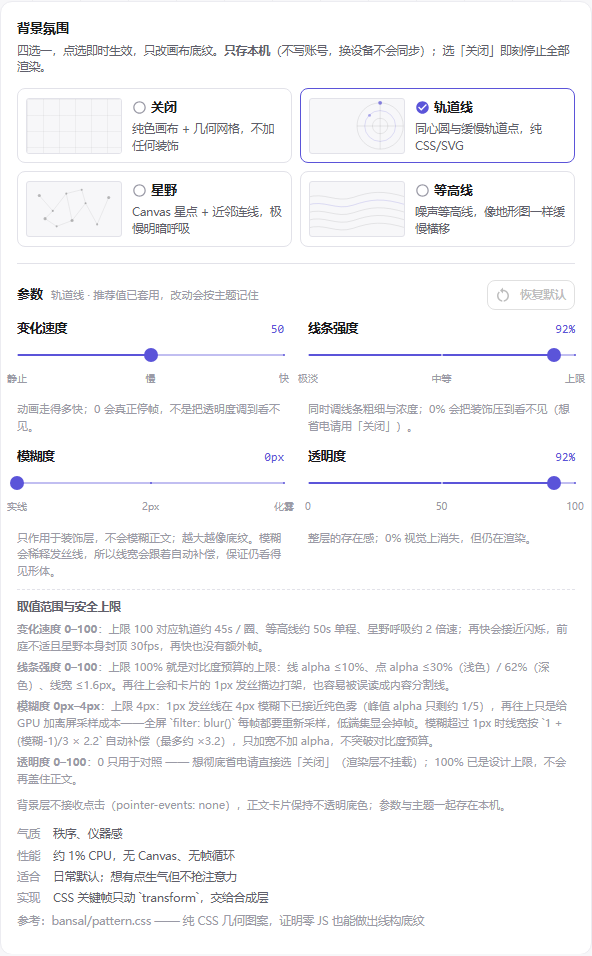 背景氛围
四选一，点选即时生效，只改画布底纹。只存本机（不写账号，换设备不会同步）；选「关闭」即刻停止全部
渲染。
关闭
纯色画布 + 几何网格，不加
任何装饰
轨道线
同心圆与缓慢轨道点，纯
CSS/SVG
星野
Canvas 星点 + 近邻连线，极
慢明暗呼吸
等高线
噪声等高线，像地形图一样缓
慢横移
参数 轨道线 · 推荐值已套用，改动会按主题记住
恢复默认
变化速度 50
静止 慢 快
动画走得多快；0 会真正停帧，不是把透明度调到看不
见。
线条强度 92%
极淡 中等 上限
同时调线条粗细与浓度；0% 会把装饰压到看不见（想
省电请用「关闭」）。
模糊度 0px
实线 2px 化雾
只作用于装饰层，不会模糊正文；越大越像底纹。模糊
会稀释发丝线，所以线宽会跟着自动补偿，保证仍看得
见形体。
透明度 92%
0 50 100
整层的存在感；0% 视觉上消失，但仍在渲染。
取值范围与安全上限
变化速度 0–100：上限 100 对应轨道约 45s / 圈、等高线约 50s 单程、星野呼吸约 2 倍速；再快会接近闪烁，前
庭不适且星野本身封顶 30fps，再快也没有额外帧。
线条强度 0–100：上限 100% 就是对比度预算的上限：线 alpha ≤10%、点 alpha ≤30%（浅色）/ 62%（深
色）、线宽 ≤1.6px。再往上会和卡片的 1px 发丝描边打架，也容易被误读成内容分割线。
模糊度 0px–4px：上限 4px：1px 发丝线在 4px 模糊下已接近纯色雾（峰值 alpha 只剩约 1/5），再往上只是给
GPU 加离屏采样成本——全屏 `filter: blur()` 每帧都要重新采样，低端集显会掉帧。模糊超过 1px 时线宽按 `1 +
(模糊-1)/3 × 2.2` 自动补偿（最多约 ×3.2），只加宽不加 alpha，不突破对比度预算。
透明度 0–100：0 只用于对照 —— 想彻底省电请直接选「关闭」（渲染层不挂载）；100% 已是设计上限，不会
再盖住正文。
背景层不接收点击（pointer-events: none），正文卡片保持不透明底色；参数与主题一起存在本机。
气质 秩序、仪器感
性能 约 1% CPU，无 Canvas、无帧循环
适合 日常默认；想有点生气但不抢注意力
实现 CSS 关键帧只动 `transform`，交给合成层
参考：bansal/pattern.css —— 纯 CSS 几何图案，证明零 JS 也能做出线构底纹